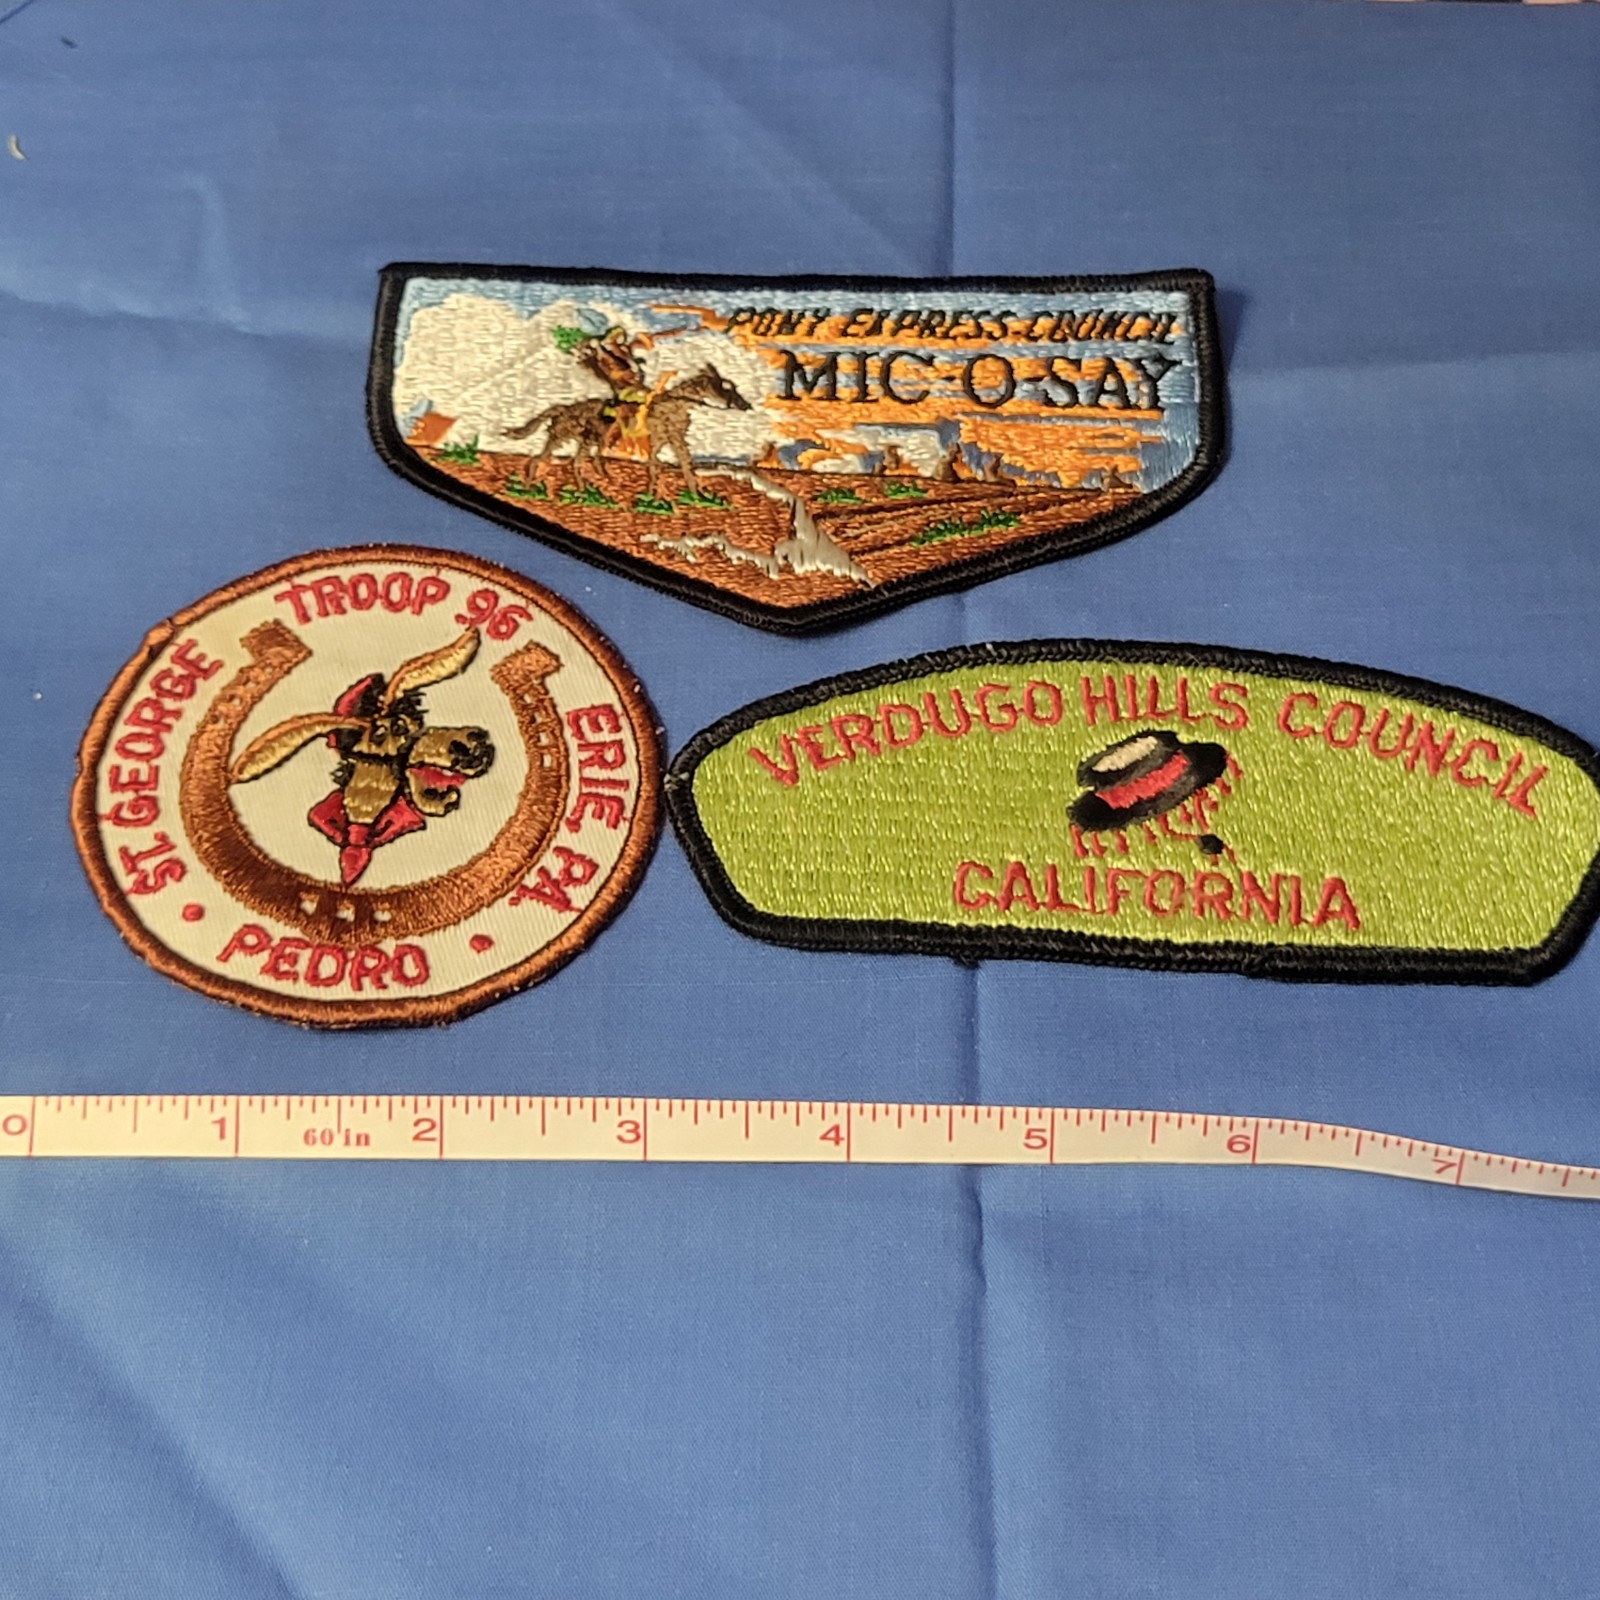 PONY EXPRESS COUNCIL
MIC-O-SAY
TROOP 96
ST. GEORGE
ERIE, PA.
• PEDRO •
VERDUGO HILLS COUNCIL
CALIFORNIA
0 1 60 in 2 3 4 5 6 7